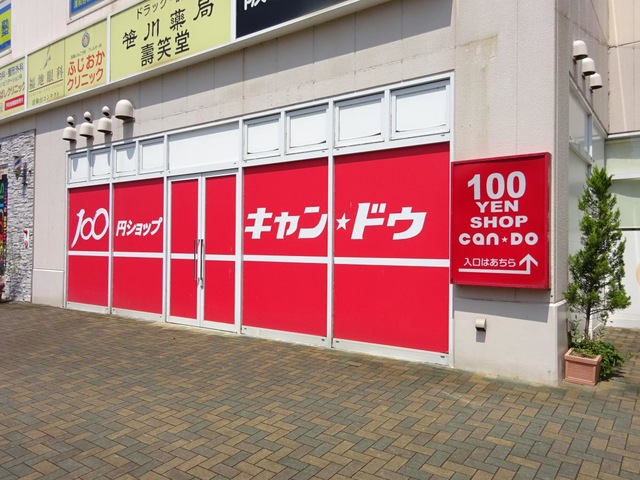 ドラッグ
笹川薬局
壽笑堂
ふじおか
クリニック
眼科
100 円ショップ キャン★ドゥ
100
YEN
SHOP
can★DO
入口はあちら